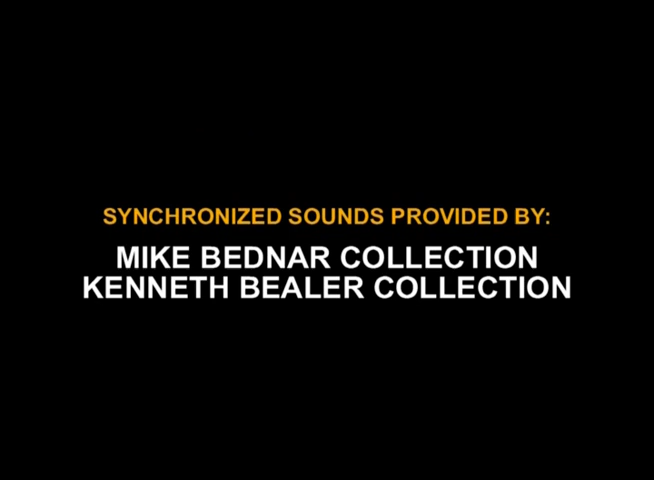 SYNCHRONIZED SOUNDS PROVIDED BY:
MIKE BEDNAR COLLECTION
KENNETH BEALER COLLECTION